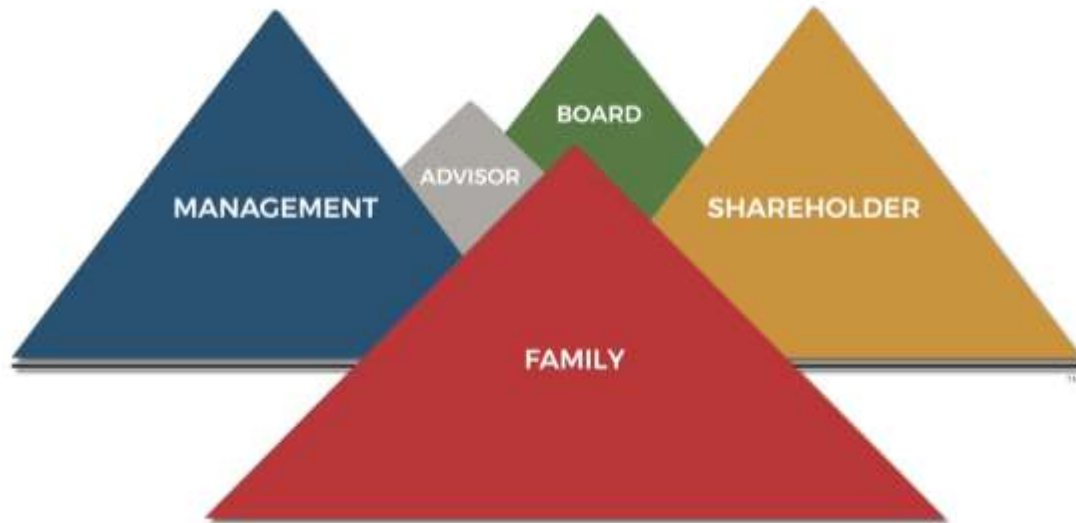 BOARD
ADVISOR
MANAGEMENT
SHAREHOLDER
FAMILY